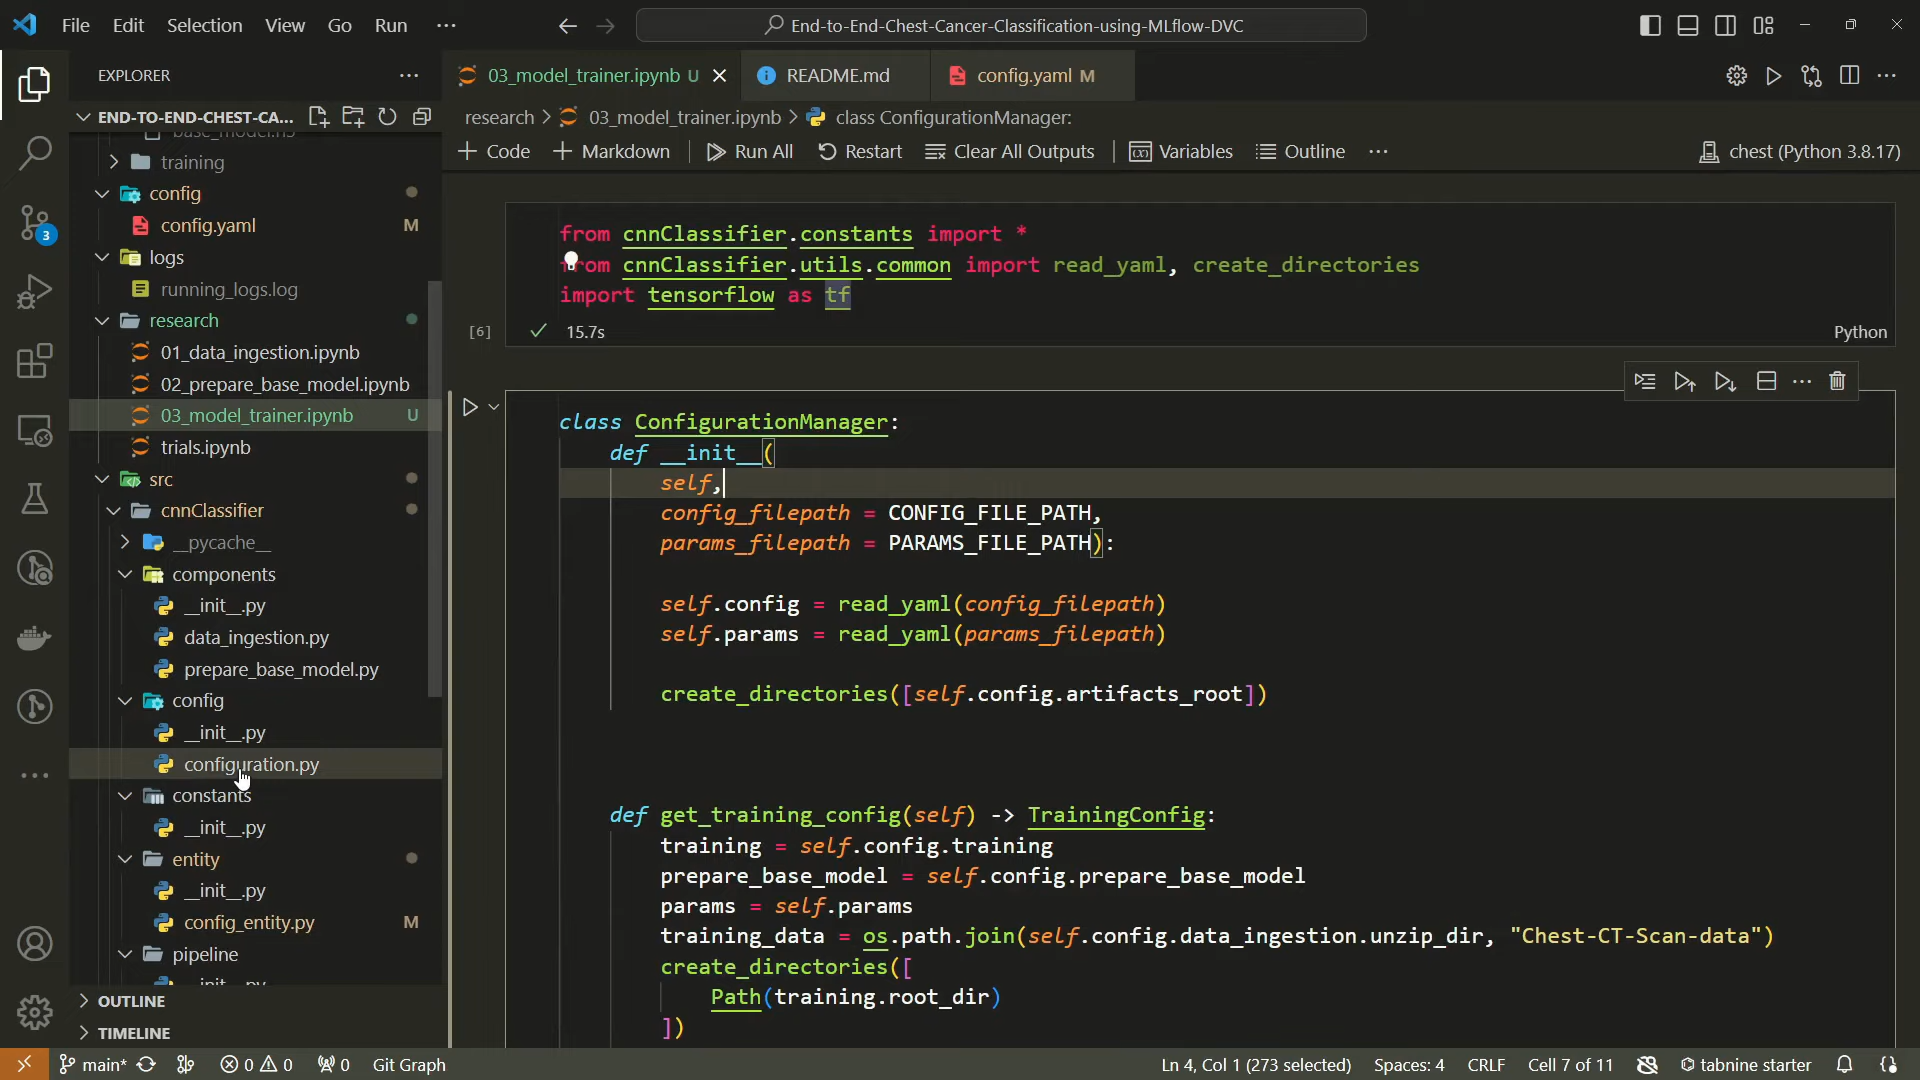 File Edit Selection View Go Run ···
End-to-End-Chest-Cancer-Classification-using-MLflow-DVC
EXPLORER ···
END-TO-END-CHEST-CA...
base_model.h5
training
config
config.yaml M
logs
running_logs.log
research
01_data_ingestion.ipynb
02_prepare_base_model.ipynb
03_model_trainer.ipynb U
trials.ipynb
src
cnnClassifier
__pycache__
components
__init__.py
data_ingestion.py
prepare_base_model.py
config
__init__.py
configuration.py
constants
__init__.py
entity
__init__.py
config_entity.py M
pipeline
__init__.py
OUTLINE
TIMELINE
3
03_model_trainer.ipynb U
README.md
config.yaml M
research > 03_model_trainer.ipynb > class ConfigurationManager:
+ Code + Markdown Run All Restart Clear All Outputs Variables Outline ···
chest (Python 3.8.17)
from cnnClassifier.constants import *
from cnnClassifier.utils.common import read_yaml, create_directories
import tensorflow as tf
[6] 15.7s Python
class ConfigurationManager:
def __init__(
self,
config_filepath = CONFIG_FILE_PATH,
params_filepath = PARAMS_FILE_PATH):
self.config = read_yaml(config_filepath)
self.params = read_yaml(params_filepath)
create_directories([self.config.artifacts_root])
def get_training_config(self) -> TrainingConfig:
training = self.config.training
prepare_base_model = self.config.prepare_base_model
params = self.params
training_data = os.path.join(self.config.data_ingestion.unzip_dir, "Chest-CT-Scan-data")
create_directories([
Path(training.root_dir)
])
main* 0 0 0 Git Graph
Ln 4, Col 1 (273 selected) Spaces: 4 CRLF Cell 7 of 11 tabnine starter